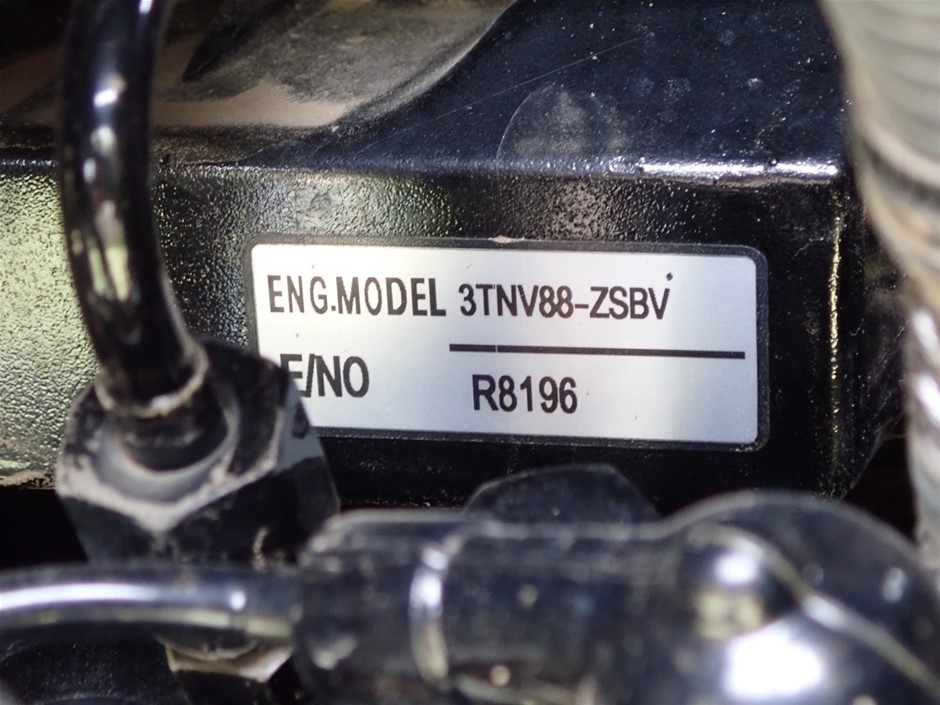 ENG.MODEL 3TNV88-ZSBV
E/NO R8196